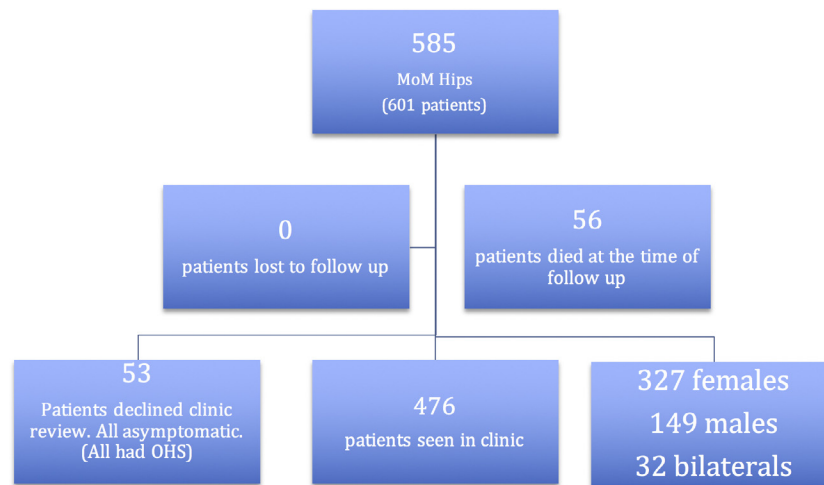 585
MoM Hips
(601 patients)
0
patients lost to follow up
56
patients died at the time of
follow up
53
Patients declined clinic
review. All asymptomatic.
(All had OHS)
476
patients seen in clinic
327 females
149 males
32 bilaterals